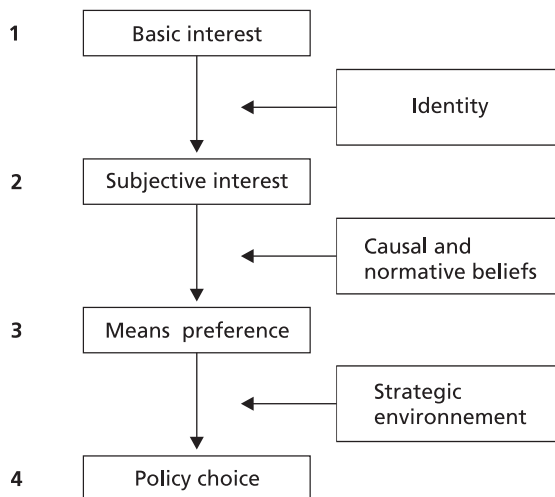 1 Basic interest
Identity
2 Subjective interest
Causal and
normative beliefs
3 Means preference
Strategic
environnement
4 Policy choice